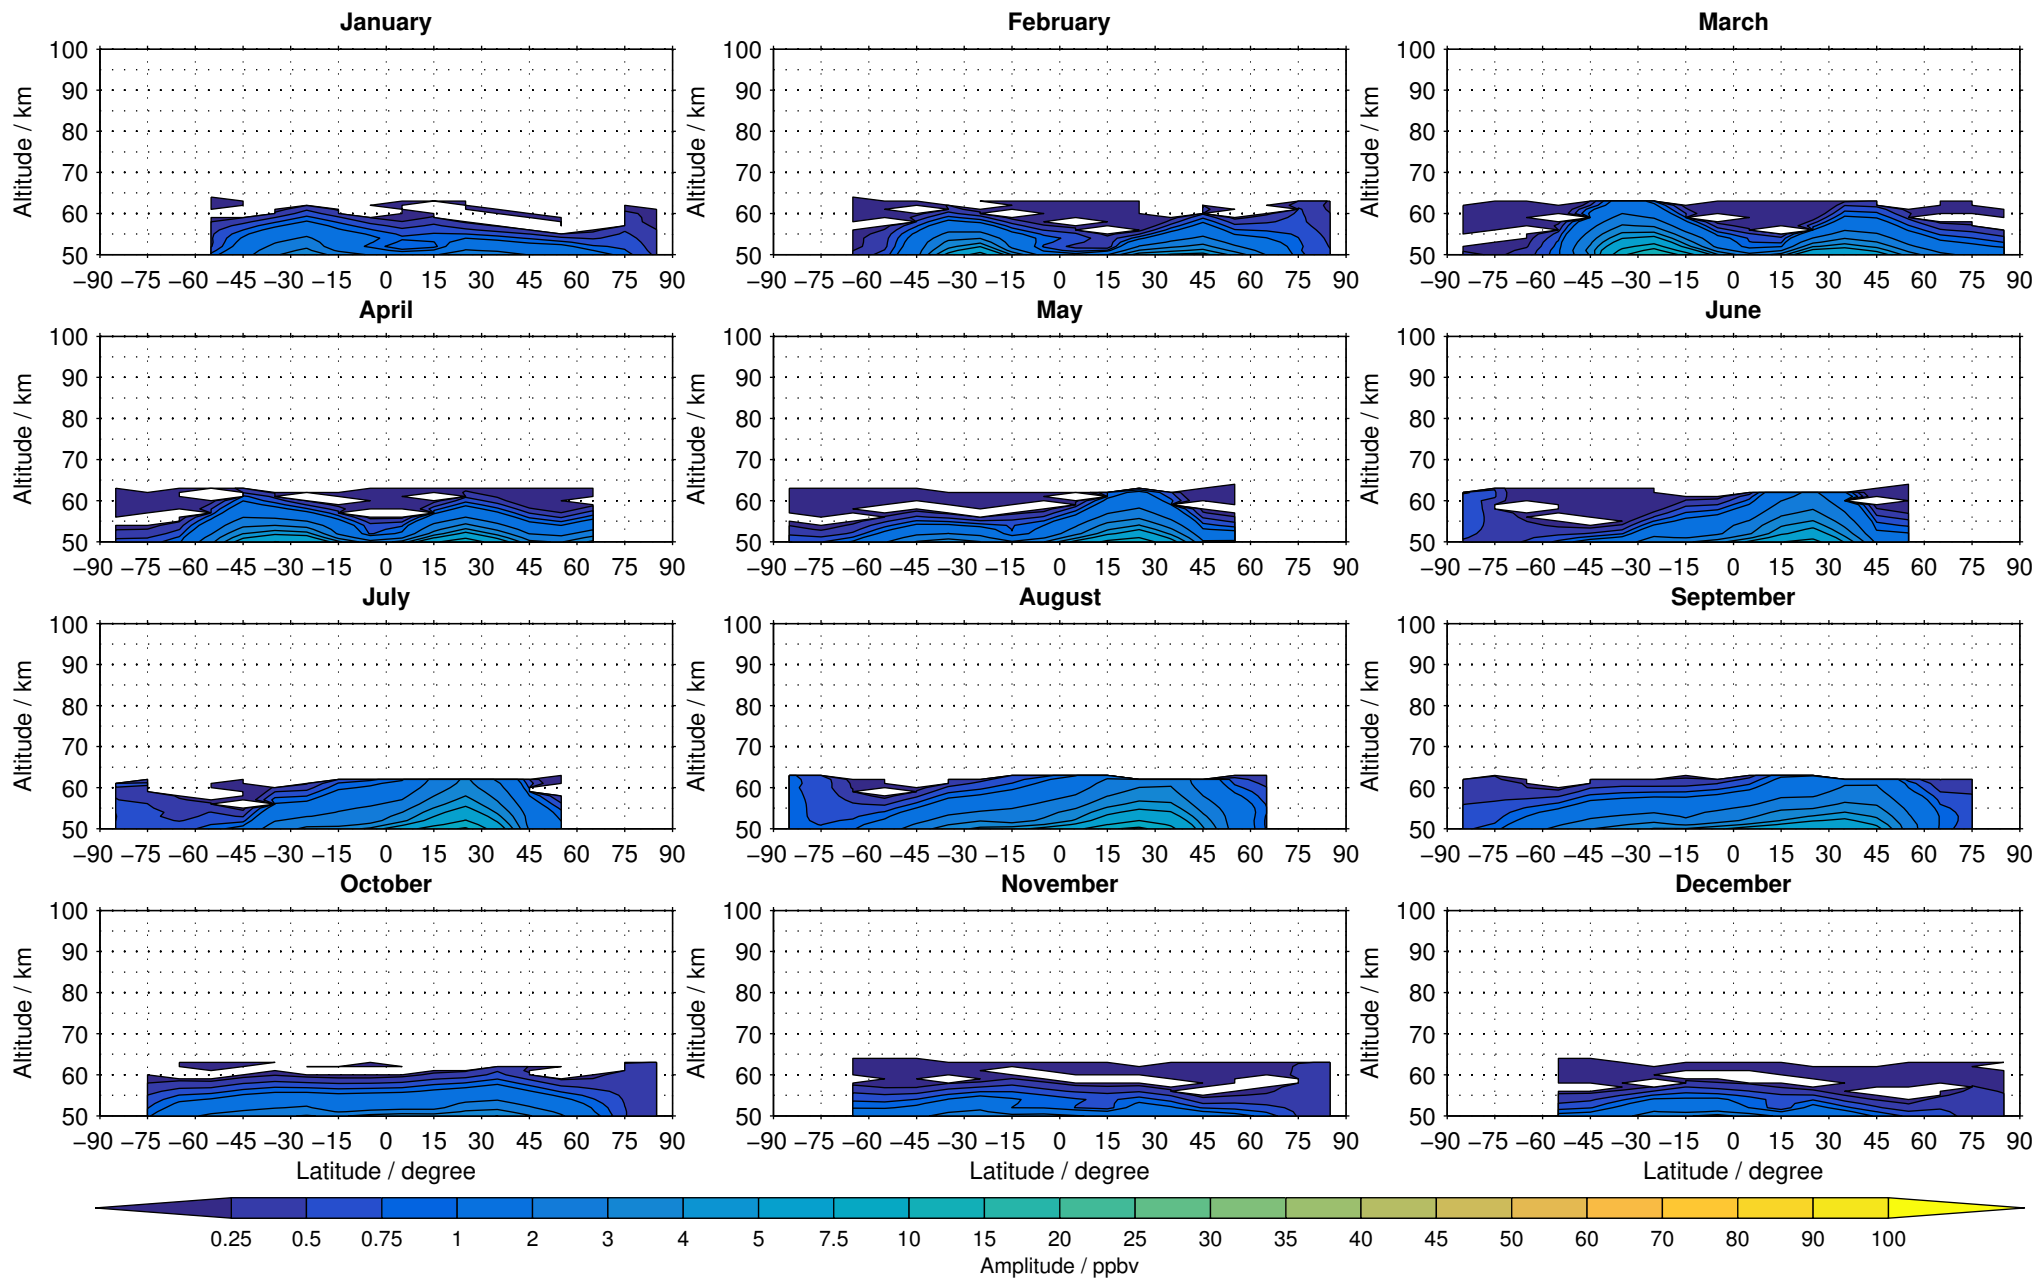 January February March
100 100 100
90 90 90
Altitude / km Altitude / km Altitude / km
80 80 80
70 70 70
60 60 60
50 50 50
−90 −75 −60 −45 −30 −15 0 15 30 45 60 75 90 −90 −75 −60 −45 −30 −15 0 15 30 45 60 75 90 −90 −75 −60 −45 −30 −15 0 15 30 45 60 75 90
April May June
100 100 100
90 90 90
Altitude / km Altitude / km Altitude / km
80 80 80
70 70 70
60 60 60
50 50 50
−90 −75 −60 −45 −30 −15 0 15 30 45 60 75 90 −90 −75 −60 −45 −30 −15 0 15 30 45 60 75 90 −90 −75 −60 −45 −30 −15 0 15 30 45 60 75 90
July August September
100 100 100
90 90 90
Altitude / km Altitude / km Altitude / km
80 80 80
70 70 70
60 60 60
50 50 50
−90 −75 −60 −45 −30 −15 0 15 30 45 60 75 90 −90 −75 −60 −45 −30 −15 0 15 30 45 60 75 90 −90 −75 −60 −45 −30 −15 0 15 30 45 60 75 90
October November December
100 100 100
90 90 90
Altitude / km Altitude / km Altitude / km
80 80 80
70 70 70
60 60 60
50 50 50
−90 −75 −60 −45 −30 −15 0 15 30 45 60 75 90 −90 −75 −60 −45 −30 −15 0 15 30 45 60 75 90 −90 −75 −60 −45 −30 −15 0 15 30 45 60 75 90
Latitude / degree Latitude / degree Latitude / degree
0.25 0.5 0.75 1 2 3 4 5 7.5 10 15 20 25 30 35 40 45 50 60 70 80 90 100
Amplitude / ppbv